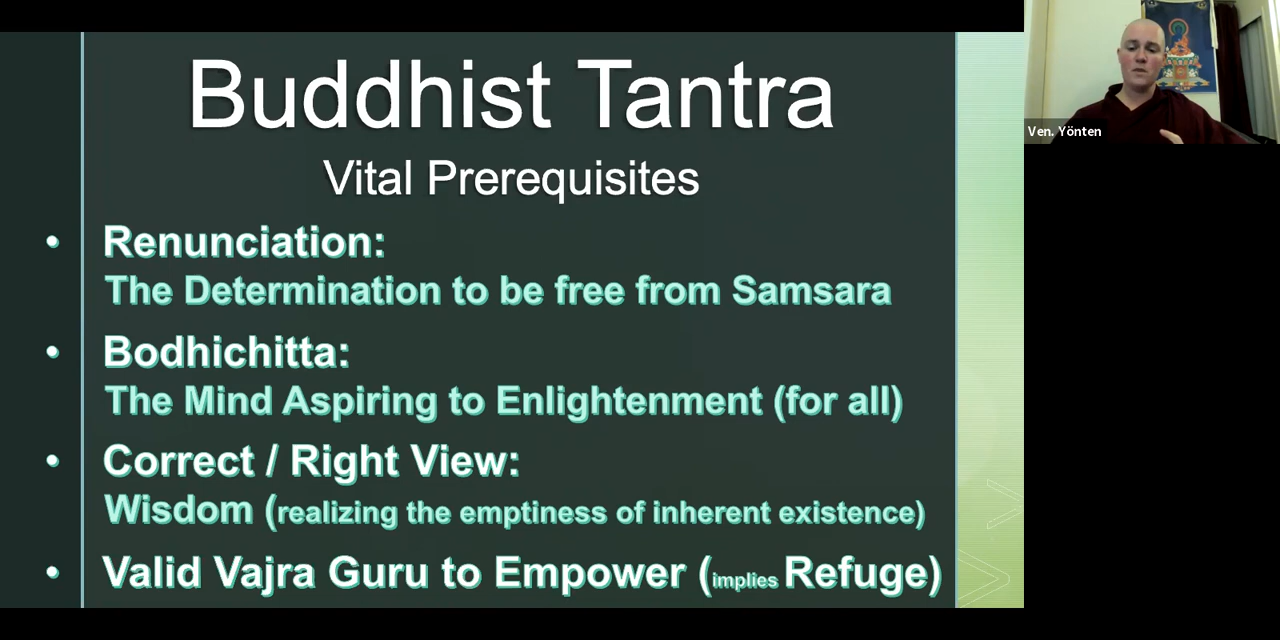 Buddhist Tantra
Vital Prerequisites
• Renunciation:
The Determination to be free from Samsara
• Bodhichitta:
The Mind Aspiring to Enlightenment (for all)
• Correct / Right View:
Wisdom (realizing the emptiness of inherent existence)
• Valid Vajra Guru to Empower (implies Refuge)
Ven. Yönten